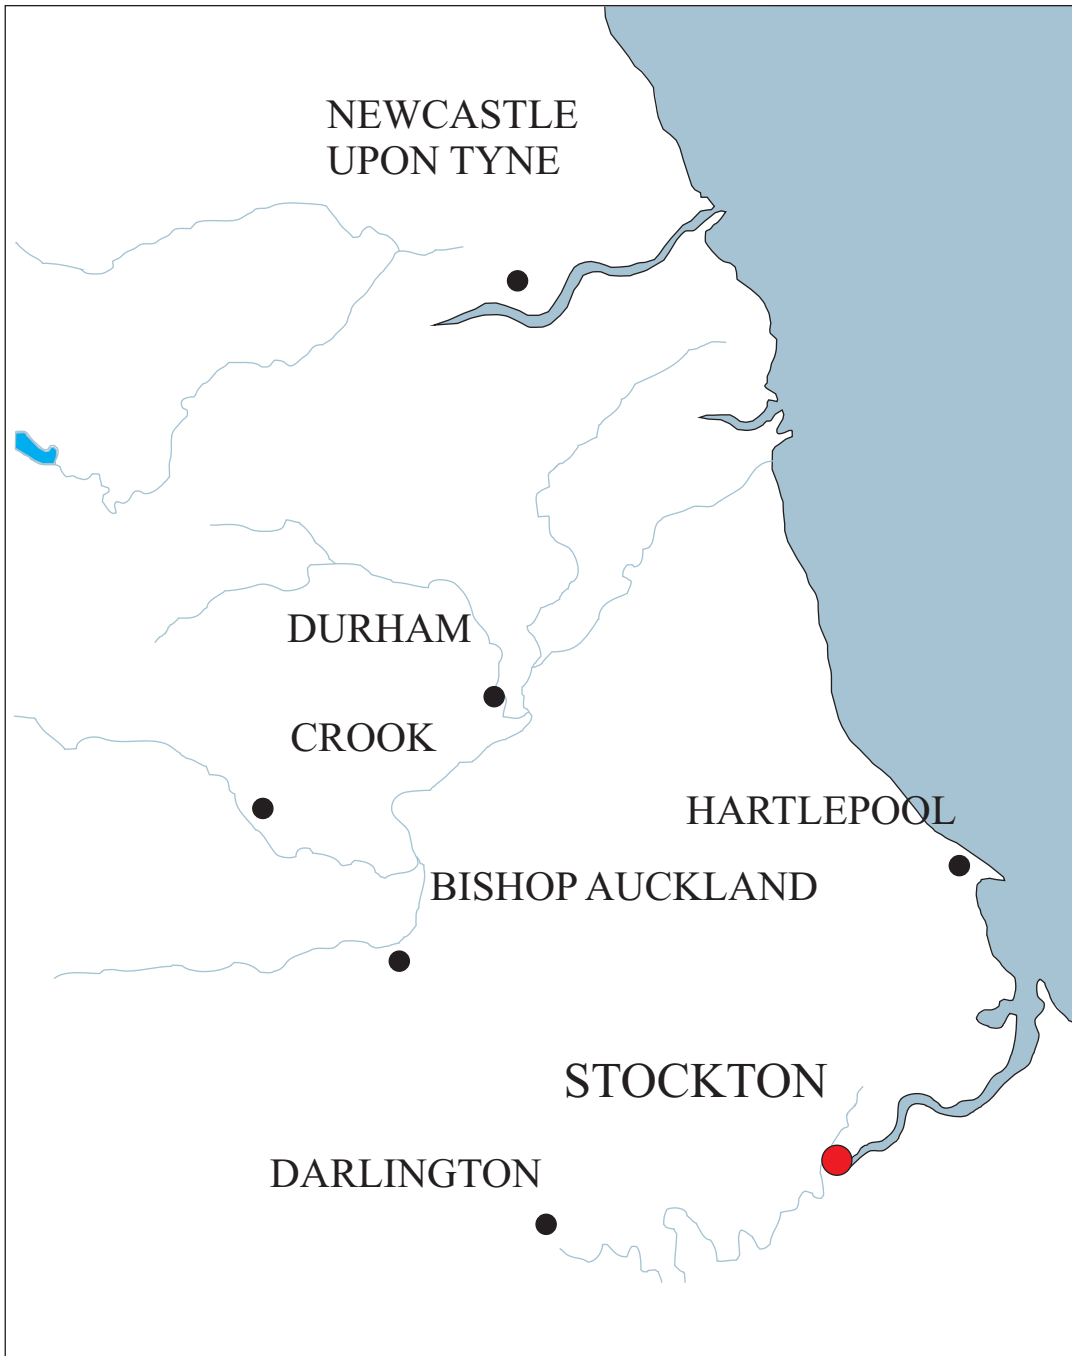 NEWCASTLE
UPON TYNE
DURHAM
CROOK
HARTLEPOOL
BISHOP AUCKLAND
STOCKTON
DARLINGTON